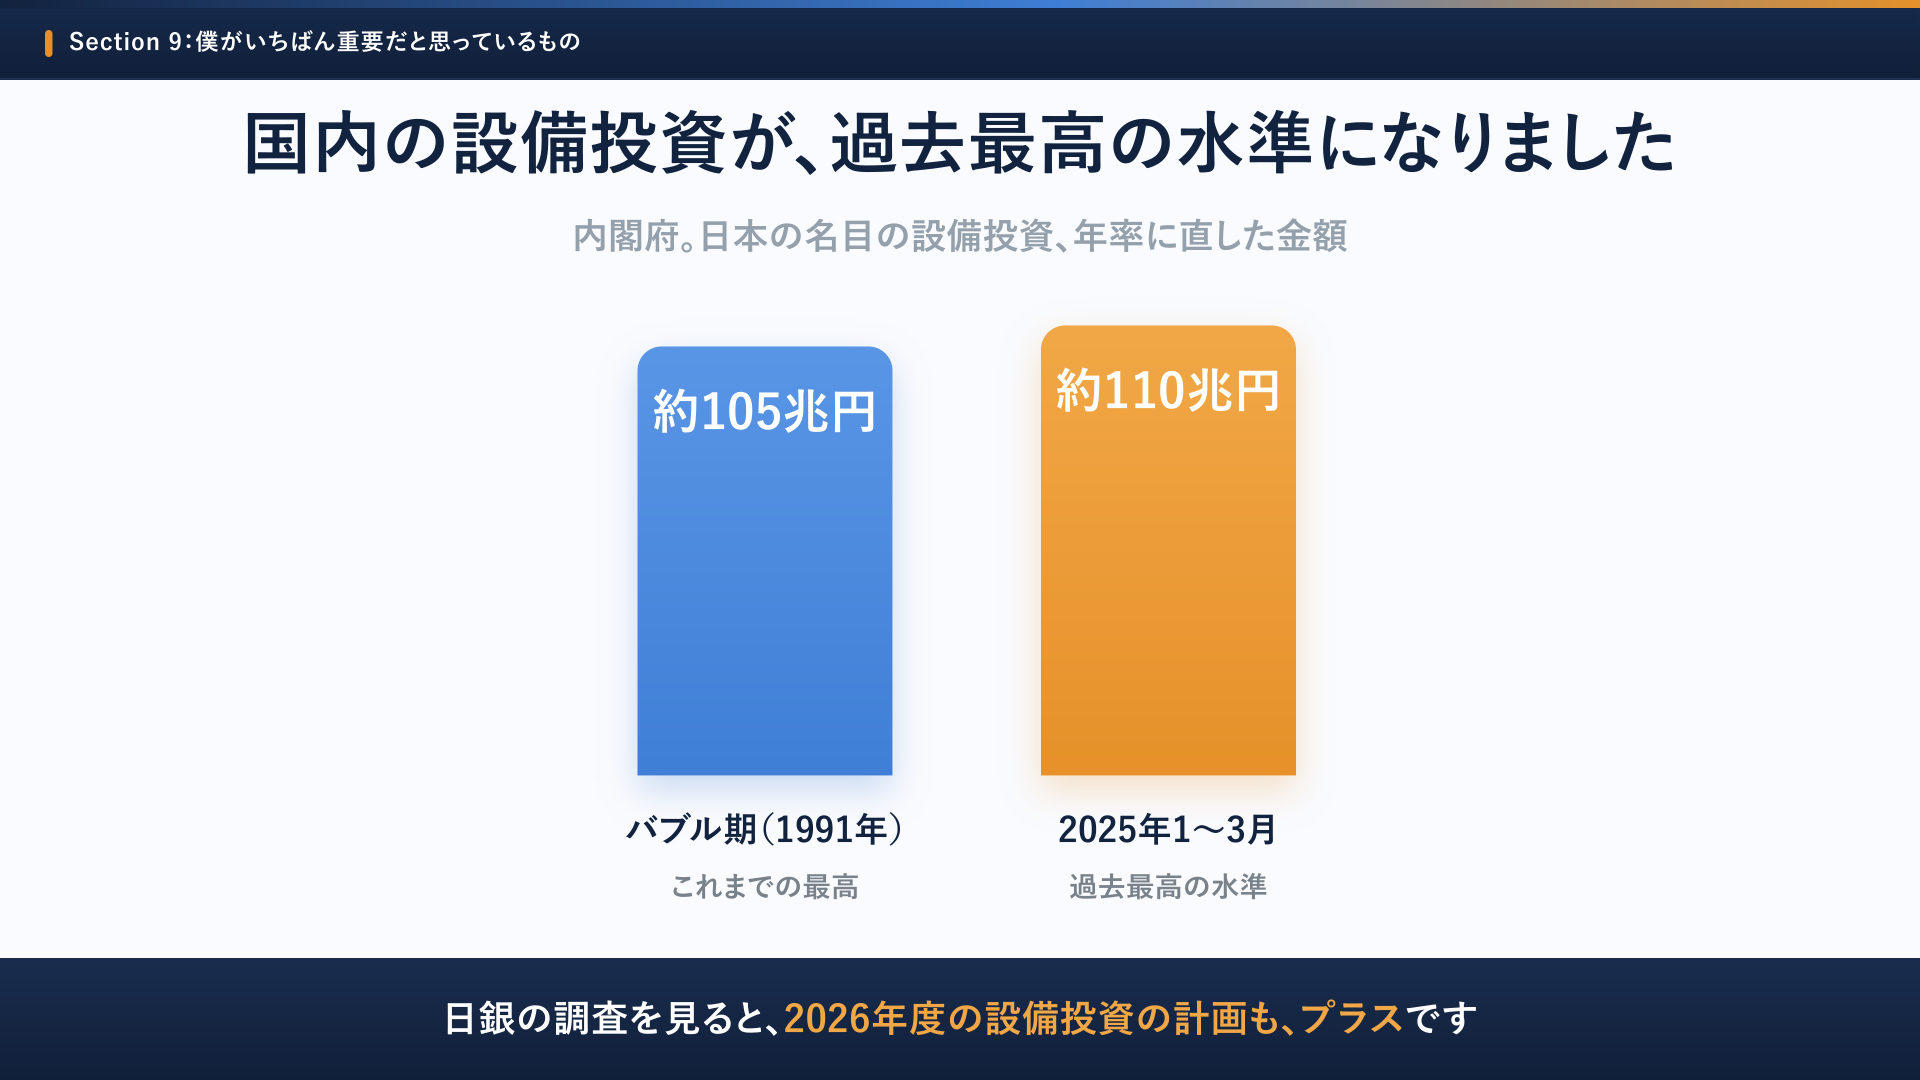 Section 9：僕がいちばん重要だと思っているもの
国内の設備投資が、過去最高の水準になりました
内閣府。日本の名目の設備投資、年率に直した金額
約105兆円
約110兆円
バブル期（1991年）
2025年1〜3月
これまでの最高
過去最高の水準
日銀の調査を見ると、2026年度の設備投資の計画も、プラスです